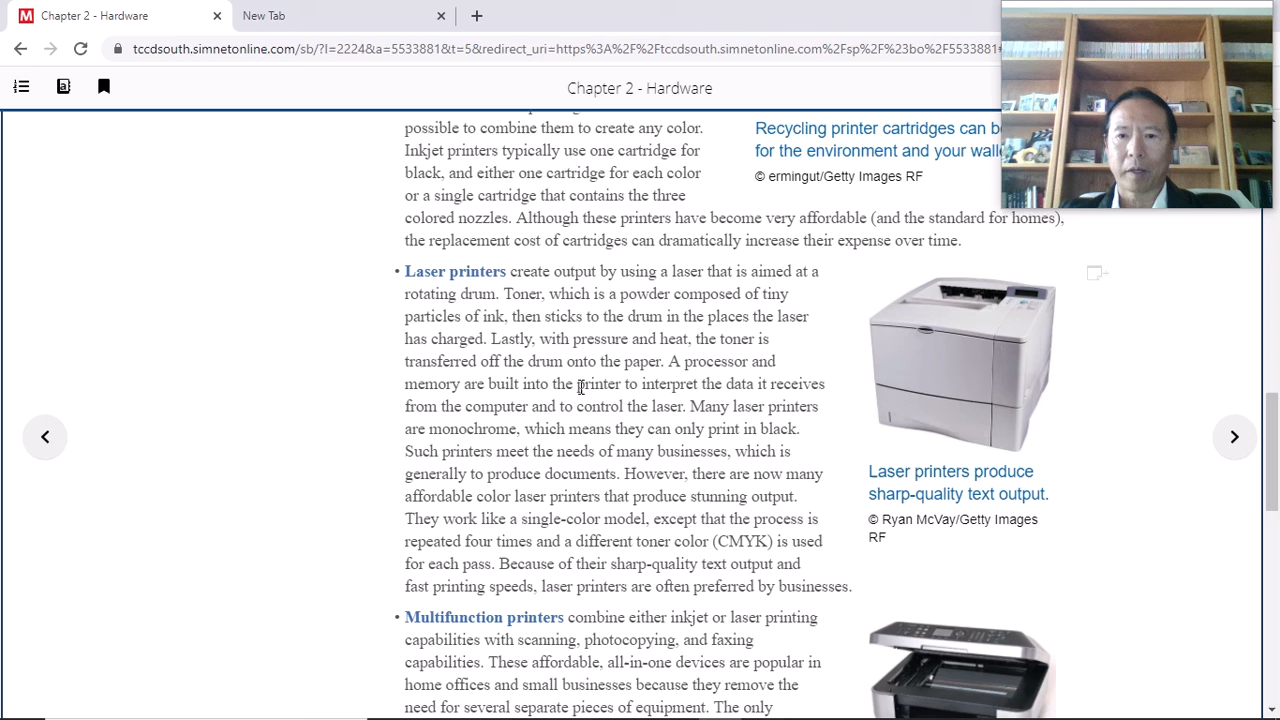 Chapter 2 - Hardware
New Tab
tccdsouth.simnetonline.com/sb/?l=2224&a=5533881&t=5&redirect_uri=https%3A%2F%2Ftccdsouth.simnetonline.com%2Fsp%2F%23bo%2F5533881
Chapter 2 - Hardware
possible to combine them to create any color.
Inkjet printers typically use one cartridge for
black, and either one cartridge for each color
or a single cartridge that contains the three
colored nozzles. Although these printers have become very affordable (and the standard for homes),
the replacement cost of cartridges can dramatically increase their expense over time.
Recycling printer cartridges can b
for the environment and your wall
© ermingut/Getty Images RF
• Laser printers create output by using a laser that is aimed at a
rotating drum. Toner, which is a powder composed of tiny
particles of ink, then sticks to the drum in the places the laser
has charged. Lastly, with pressure and heat, the toner is
transferred off the drum onto the paper. A processor and
memory are built into the printer to interpret the data it receives
from the computer and to control the laser. Many laser printers
are monochrome, which means they can only print in black.
Such printers meet the needs of many businesses, which is
generally to produce documents. However, there are now many
affordable color laser printers that produce stunning output.
They work like a single-color model, except that the process is
repeated four times and a different toner color (CMYK) is used
for each pass. Because of their sharp-quality text output and
fast printing speeds, laser printers are often preferred by businesses.
Laser printers produce
sharp-quality text output.
© Ryan McVay/Getty Images
RF
• Multifunction printers combine either inkjet or laser printing
capabilities with scanning, photocopying, and faxing
capabilities. These affordable, all-in-one devices are popular in
home offices and small businesses because they remove the
need for several separate pieces of equipment. The only